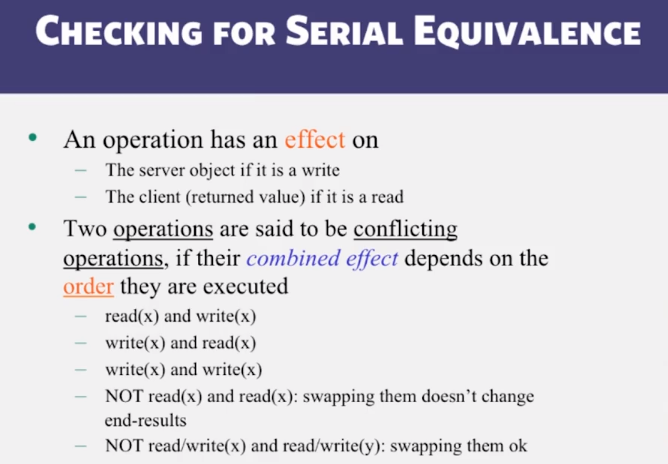 CHECKING FOR SERIAL EQUIVALENCE
• An operation has an effect on
– The server object if it is a write
– The client (returned value) if it is a read
• Two operations are said to be conflicting
operations, if their combined effect depends on the
order they are executed
– read(x) and write(x)
– write(x) and read(x)
– write(x) and write(x)
– NOT read(x) and read(x): swapping them doesn’t change
end-results
– NOT read/write(x) and read/write(y): swapping them ok